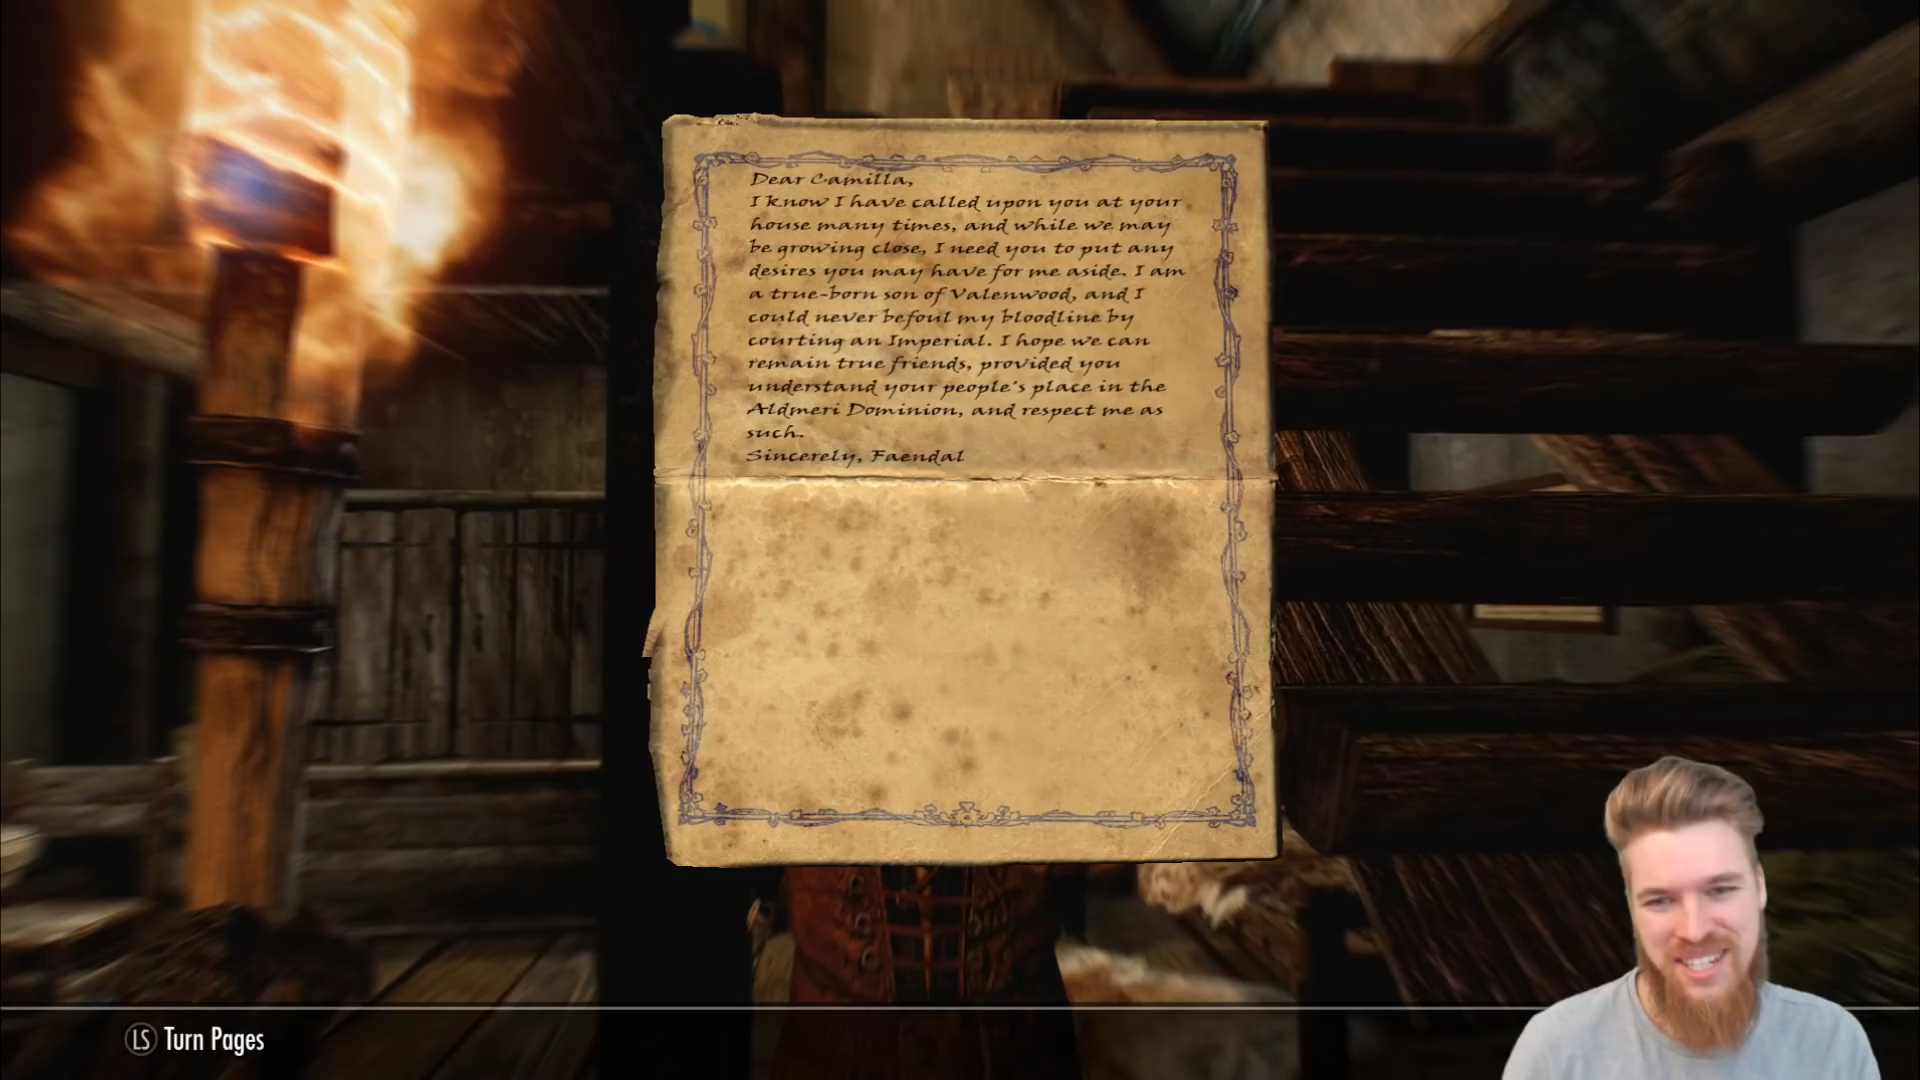 Dear Camilla,
I know I have called upon you at your
house many times, and while we may
be growing close, I need you to put any
desires you may have for me aside. I am
a true-born son of Valenwood, and I
could never befoul my bloodline by
courting an Imperial. I hope we can
remain true friends, provided you
understand your people's place in the
Aldmeri Dominion, and respect me as
such.
Sincerely, Faendal
LS Turn Pages